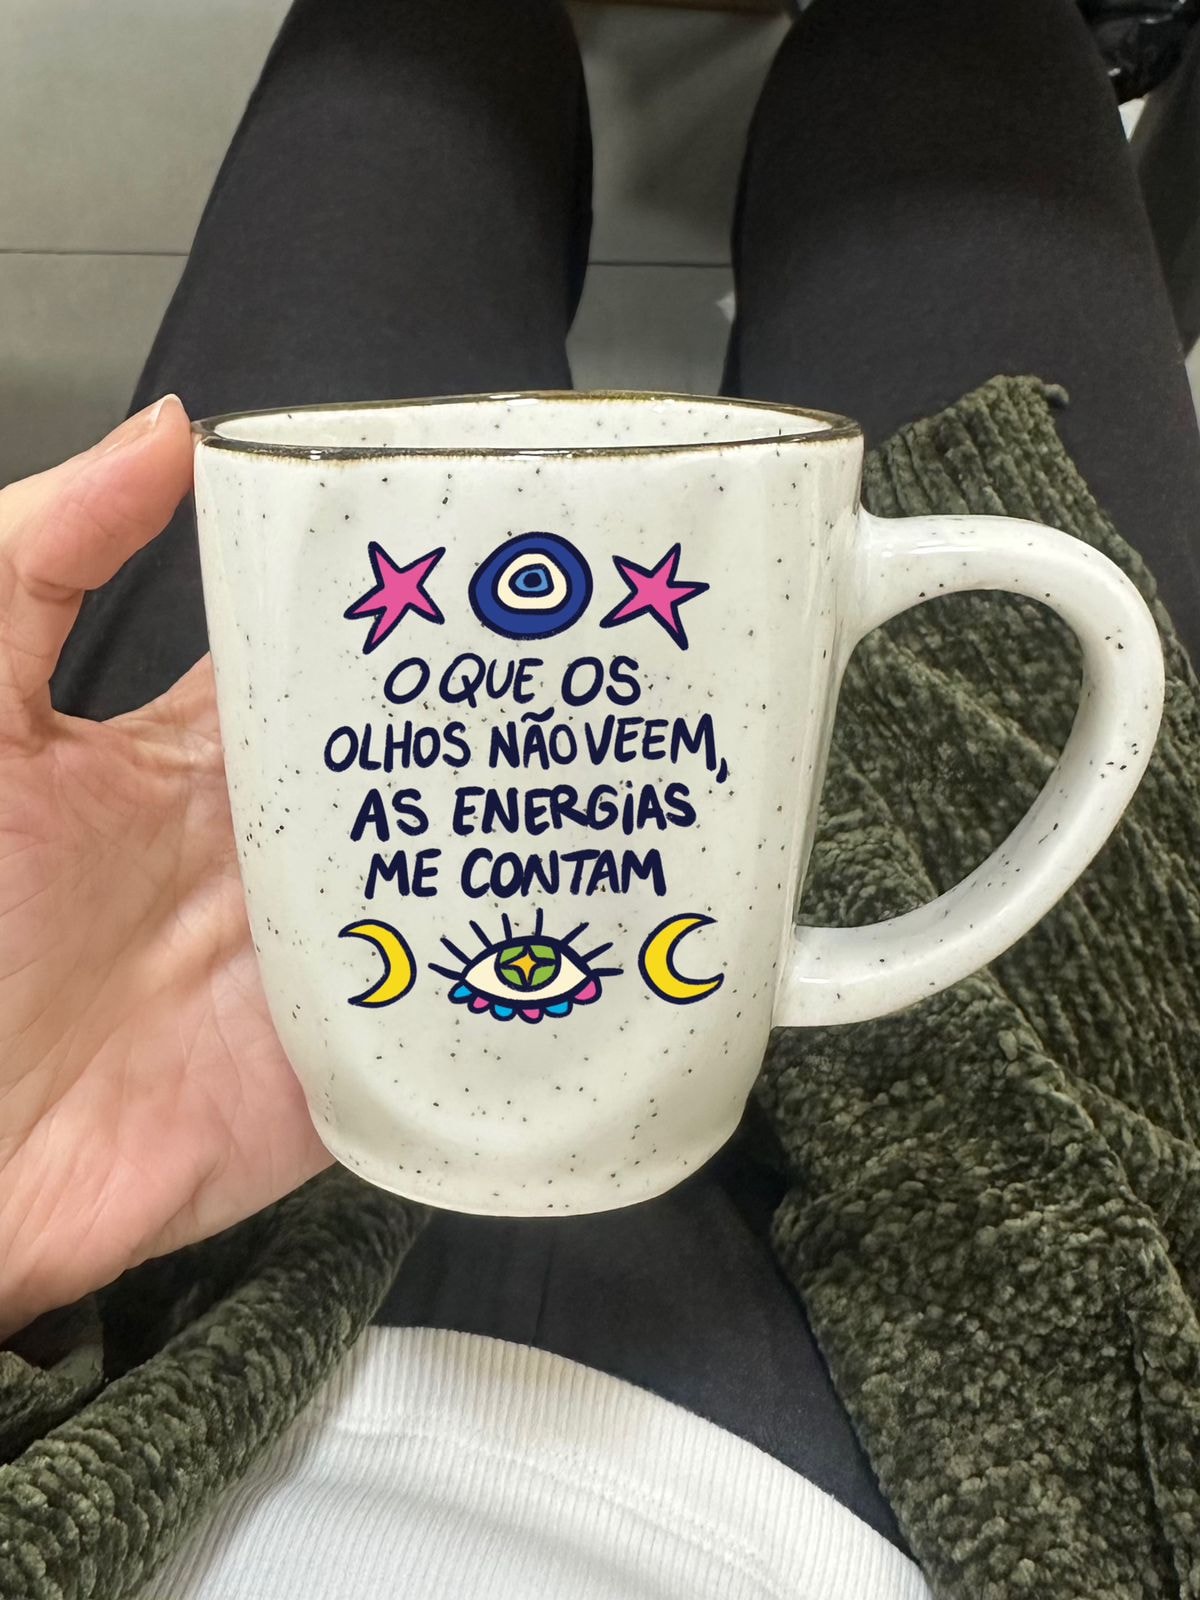 O QUE OS
OLHOS NÃO VEEM,
AS ENERGIAS
ME CONTAM